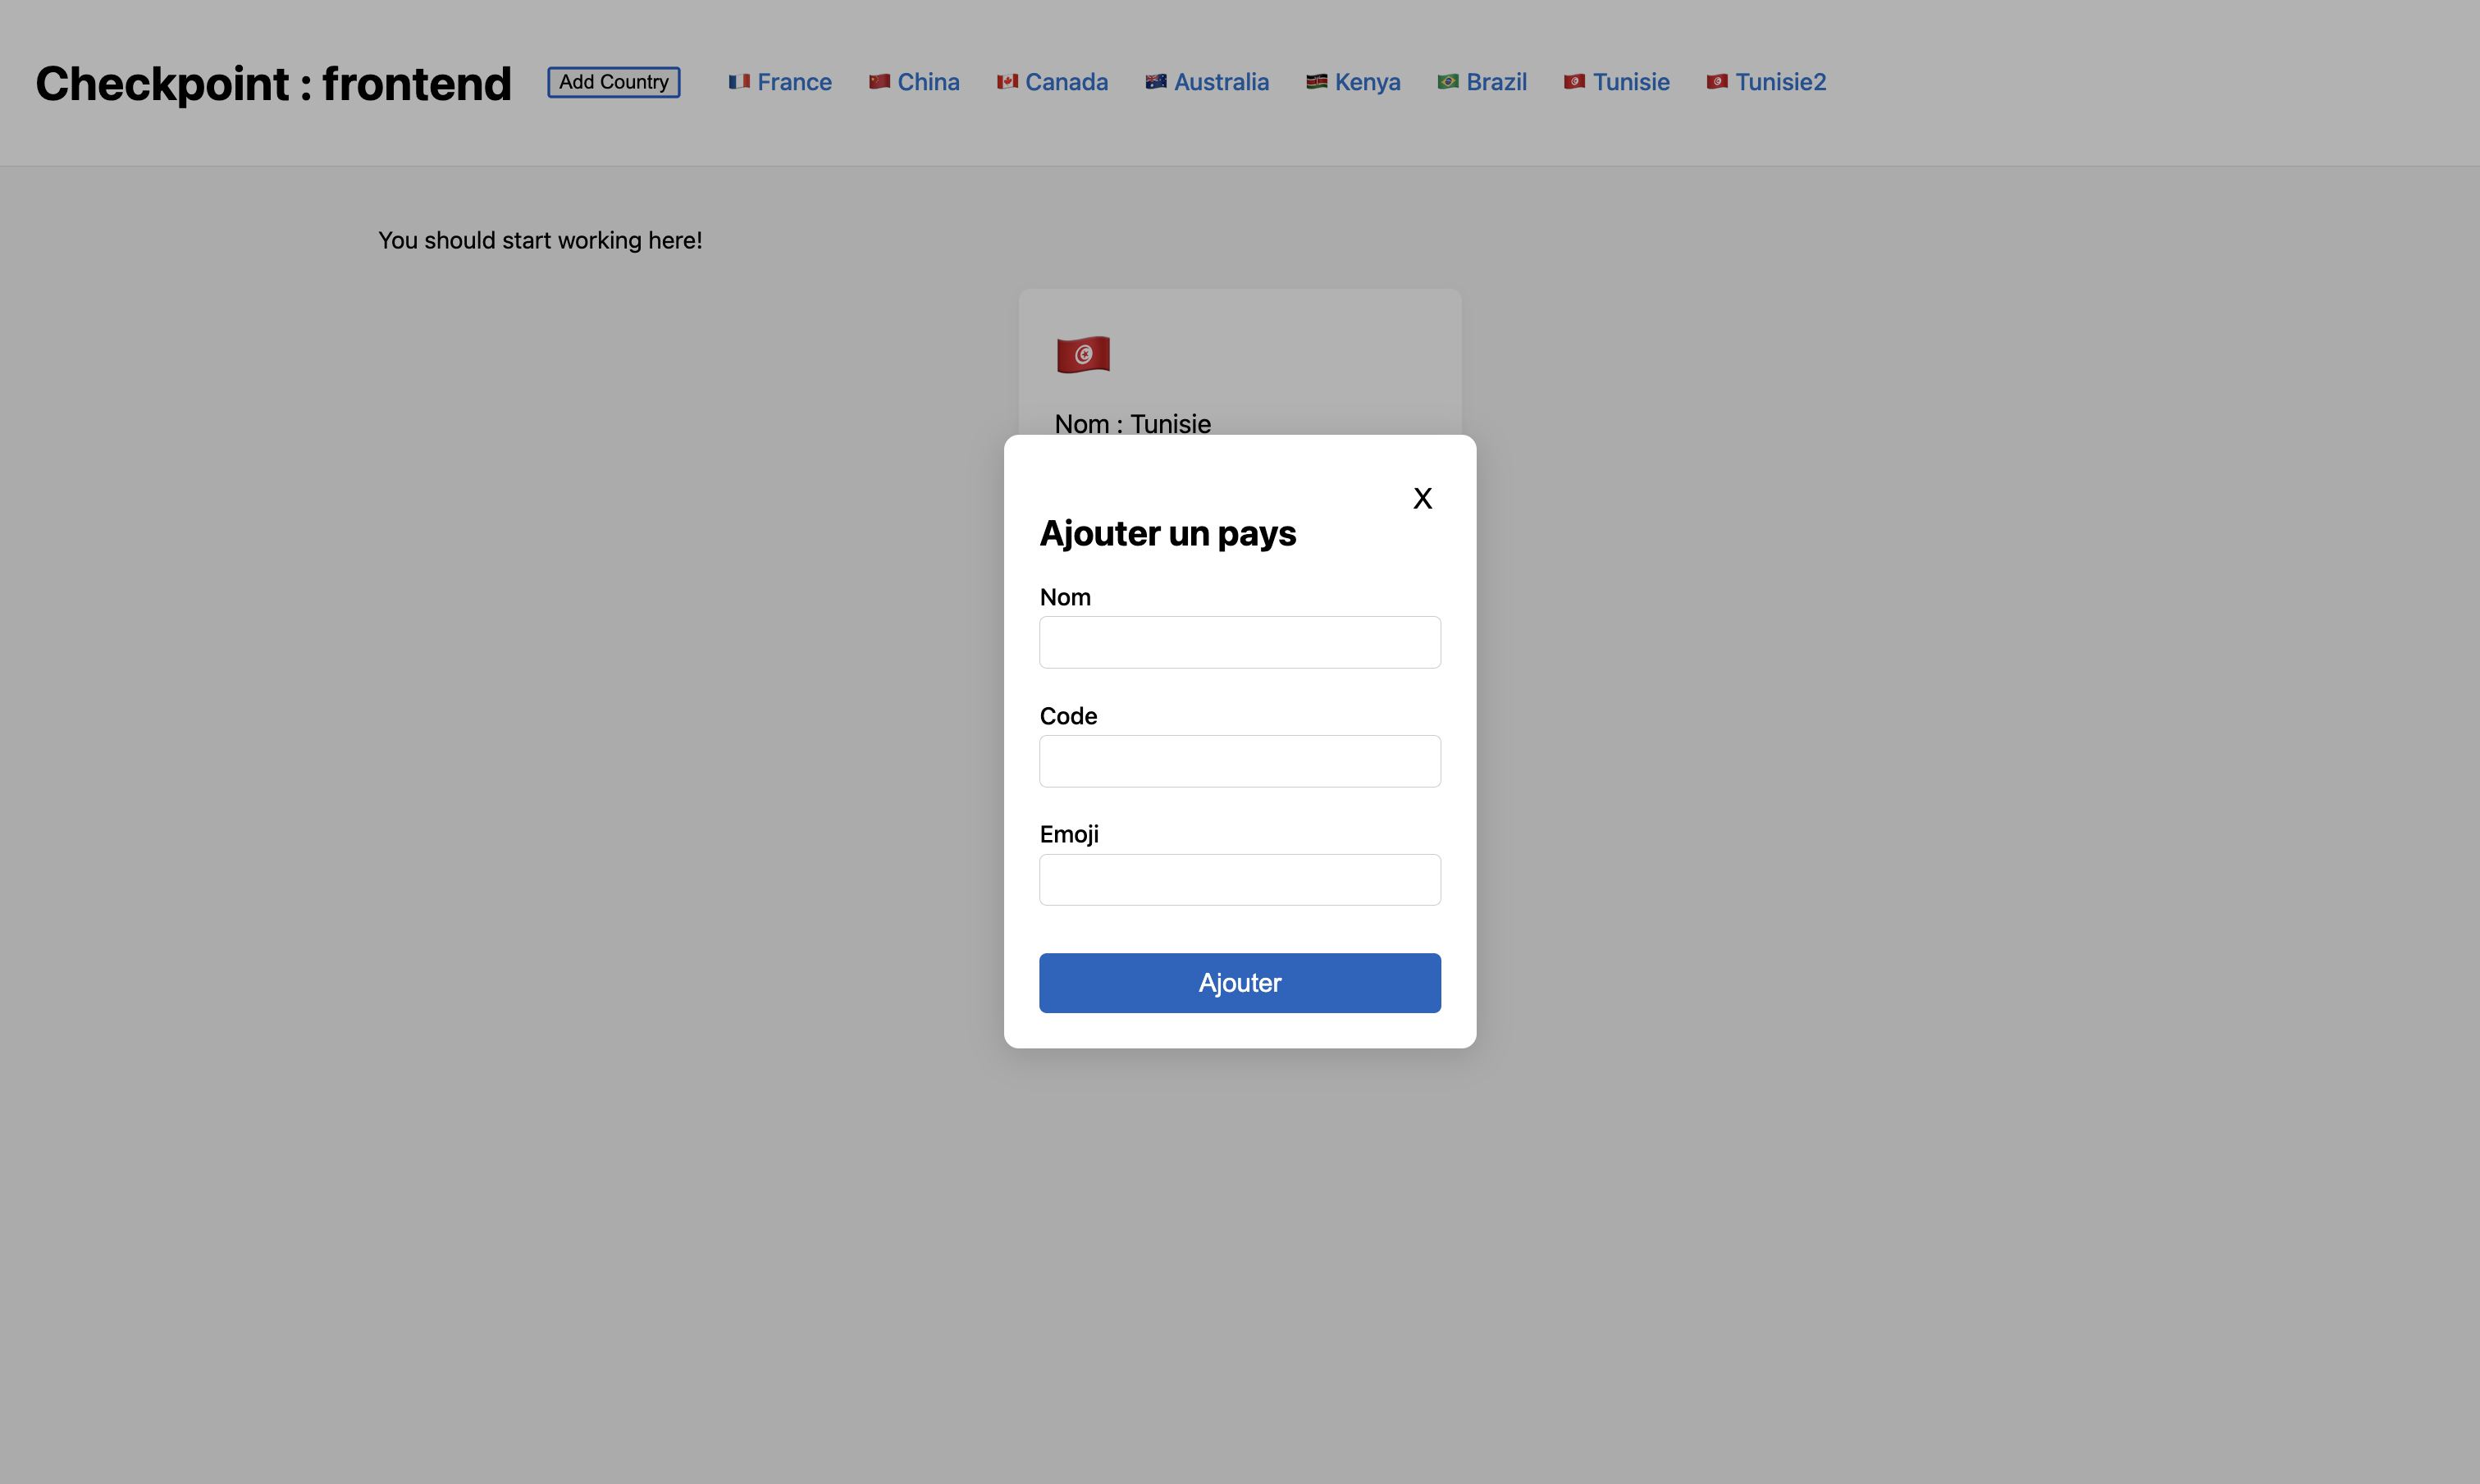 Checkpoint : frontend
Add Country
France
China
Canada
Australia
Kenya
Brazil
Tunisie
Tunisie2
You should start working here!
Nom : Tunisie
X
Ajouter un pays
Nom
Code
Emoji
Ajouter